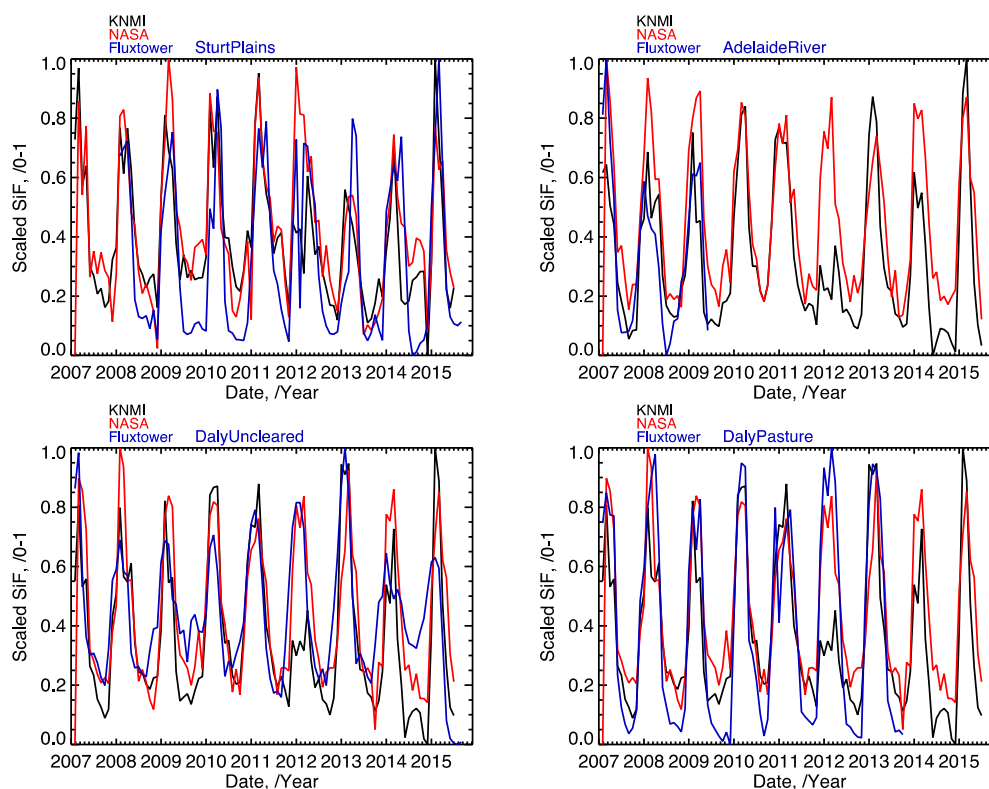 KNMI
NASA
Fluxtower SturtPlains
1.0
0.8
0.6
0.4
0.2
0.0
Scaled SiF, /0-1
2007 2008 2009 2010 2011 2012 2013 2014 2015
Date, /Year
KNMI
NASA
Fluxtower AdelaideRiver
1.0
0.8
0.6
0.4
0.2
0.0
Scaled SiF, /0-1
2007 2008 2009 2010 2011 2012 2013 2014 2015
Date, /Year
KNMI
NASA
Fluxtower DalyUncleared
1.0
0.8
0.6
0.4
0.2
0.0
Scaled SiF, /0-1
2007 2008 2009 2010 2011 2012 2013 2014 2015
Date, /Year
KNMI
NASA
Fluxtower DalyPasture
1.0
0.8
0.6
0.4
0.2
0.0
Scaled SiF, /0-1
2007 2008 2009 2010 2011 2012 2013 2014 2015
Date, /Year